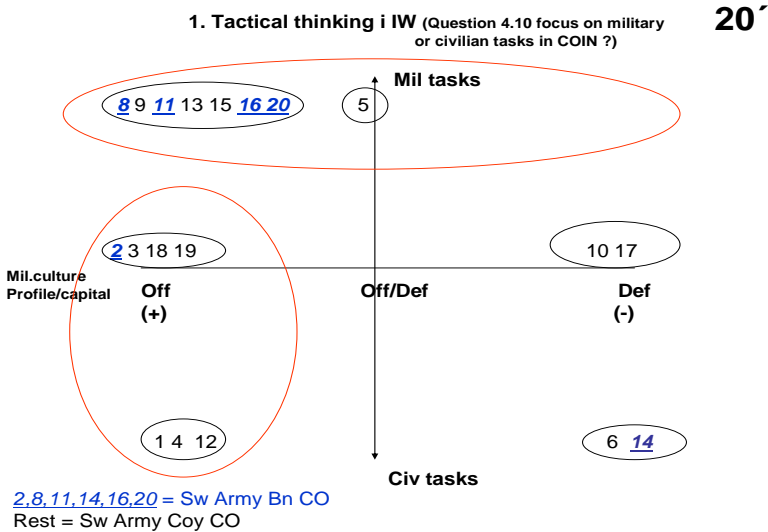 1. Tactical thinking i IW (Question 4.10 focus on military
or civilian tasks in COIN ?)
20´
Mil tasks
8 9 11 13 15 16 20
5
2 3 18 19
10 17
Mil.culture
Profile/capital
Off
(+)
Off/Def
Def
(-)
1 4 12
6 14
Civ tasks
2,8,11,14,16,20 = Sw Army Bn CO
Rest = Sw Army Coy CO